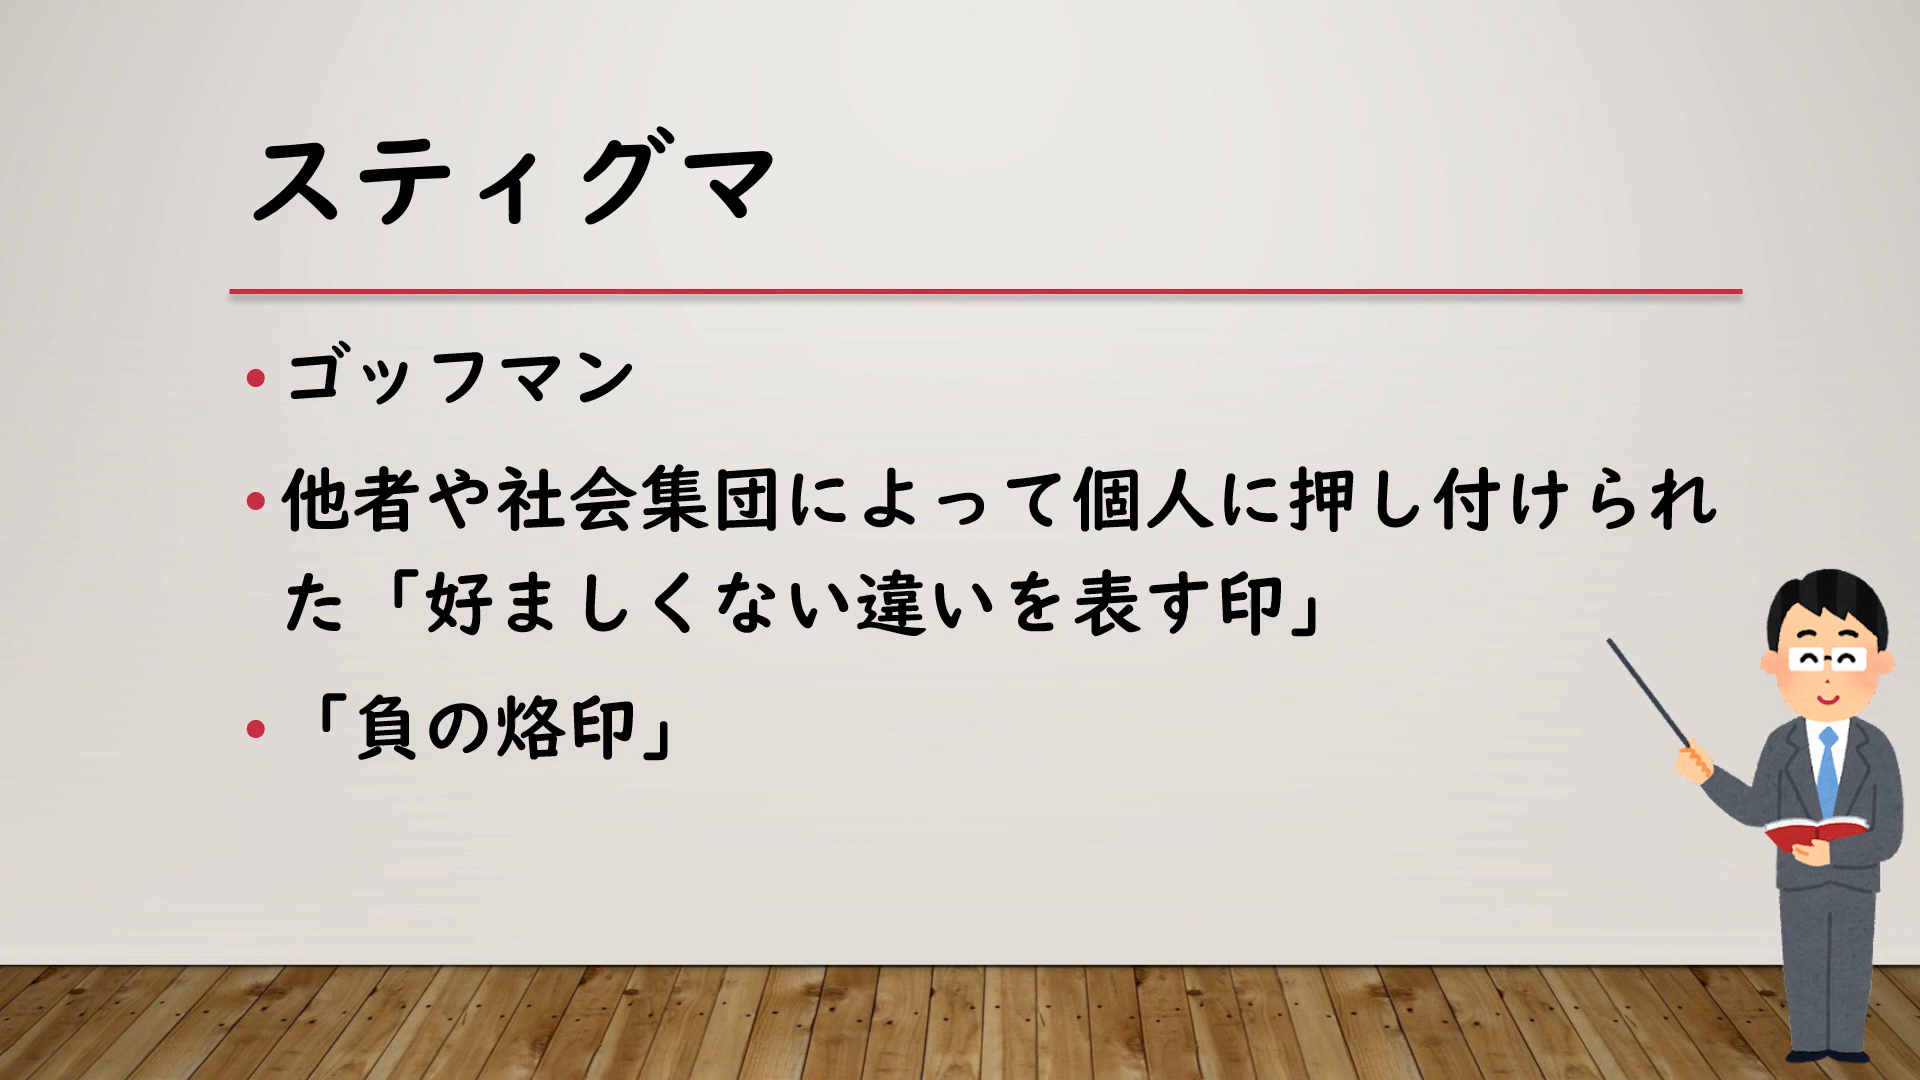 スティグマ
• ゴッフマン
• 他者や社会集団によって個人に押し付けられ
た「好ましくない違いを表す印」
• 「負の烙印」